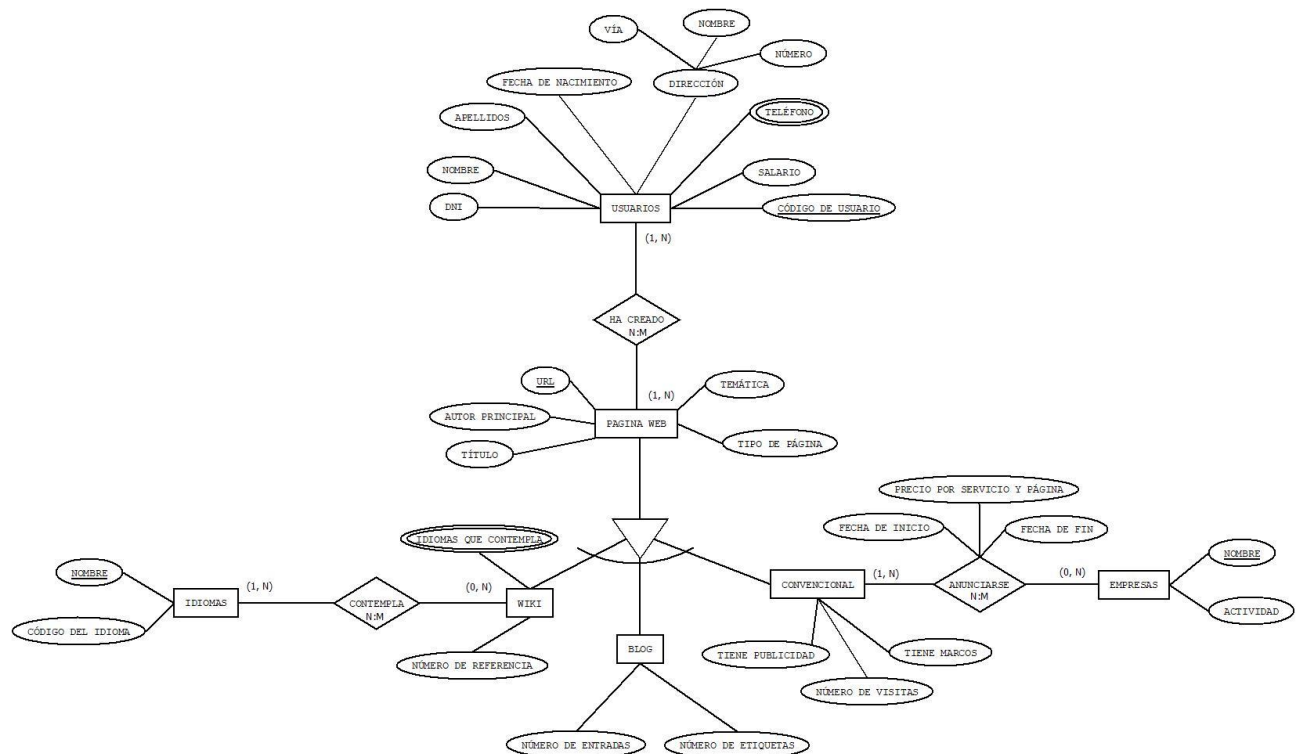 NOMBRE
VÍA
NÚMERO
FECHA DE NACIMIENTO
DIRECCIÓN
APELLIDOS
TELÉFONO
NOMBRE
SALARIO
DNI
USUARIOS
CÓDIGO DE USUARIO
(1, N)
HA CREADO
N:M
URL
TEMÁTICA
(1, N)
AUTOR PRINCIPAL
PAGINA WEB
TÍTULO
TIPO DE PÁGINA
PRECIO POR SERVICIO Y PÁGINA
FECHA DE INICIO
FECHA DE FIN
IDIOMAS QUE CONTEMPLA
NOMBRE
NOMBRE
(1, N)
(0, N)
(1, N)
(0, N)
CONVENCIONAL
ANUNCIARSE
N:M
EMPRESAS
IDIOMAS
CONTEMPLA
N:M
WIKI
ACTIVIDAD
CÓDIGO DEL IDIOMA
BLOG
TIENE PUBLICIDAD
TIENE MARCOS
NÚMERO DE REFERENCIA
NÚMERO DE VISITAS
NÚMERO DE ENTRADAS
NÚMERO DE ETIQUETAS